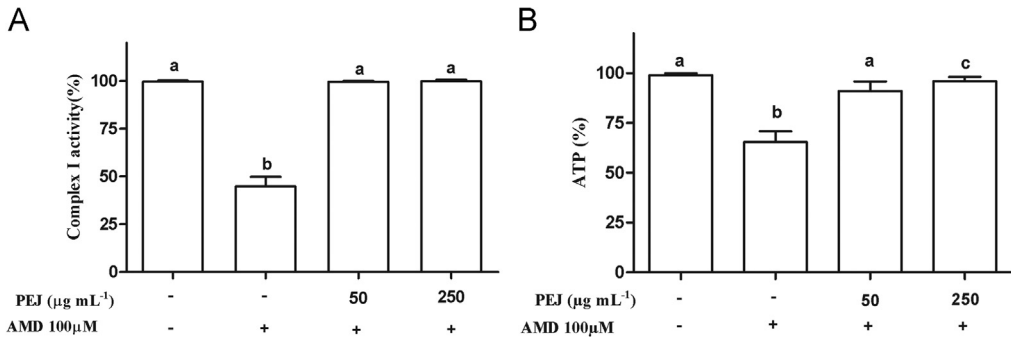 A
Complex I activity(%)
100
75
50
25
0
a
b
a
a
PEJ (μg mL-1) - - 50 250
AMD 100μM - + + +
B
ATP (%)
100
75
50
25
0
a
b
a
c
PEJ (μg mL-1) - - 50 250
AMD 100μM - + + +